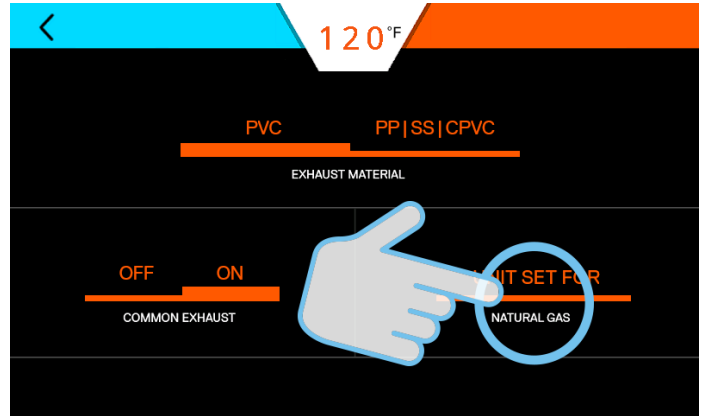 120°F
PVC PP|SS|CPVC
EXHAUST MATERIAL
OFF ON SET FOR
COMMON EXHAUST NATURAL GAS